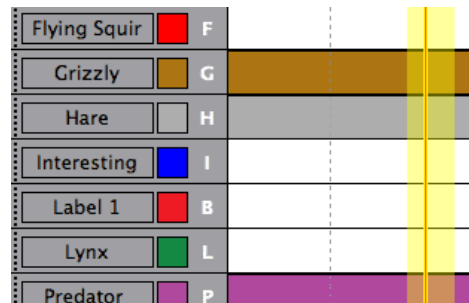 Flying Squir F
Grizzly G
Hare H
Interesting I
Label 1 B
Lynx L
Predator P